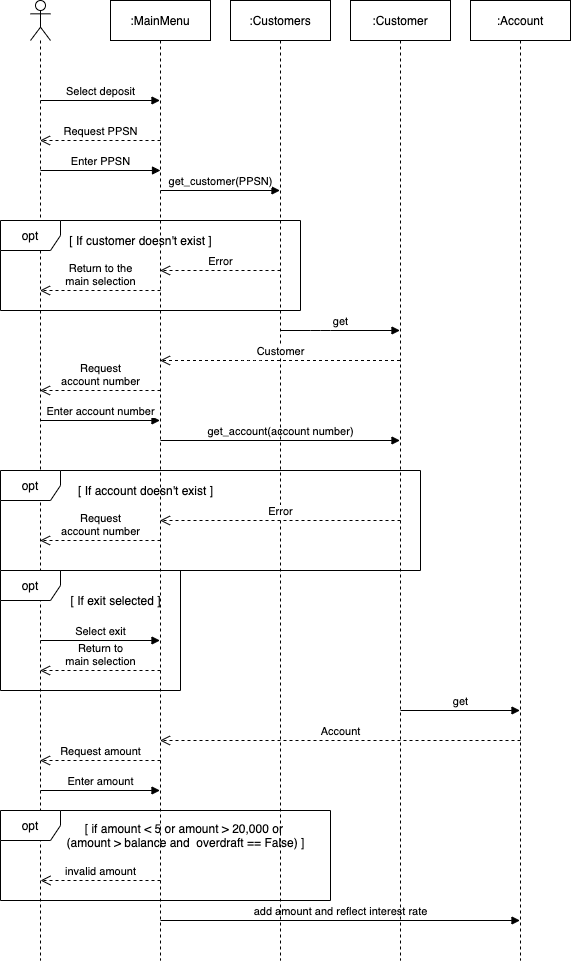 :MainMenu
:Customers
:Customer
:Account
Select deposit
Request PPSN
Enter PPSN
get_customer(PPSN)
opt
[ If customer doesn't exist ]
Error
Return to the
main selection
get
Customer
Request
account number
Enter account number
get_account(account number)
opt
[ If account doesn't exist ]
Error
Request
account number
opt
[ If exit selected ]
Select exit
Return to
main selection
get
Account
Request amount
Enter amount
opt
[ if amount < 5 or amount > 20,000 or
(amount > balance and overdraft == False) ]
invalid amount
add amount and reflect interest rate